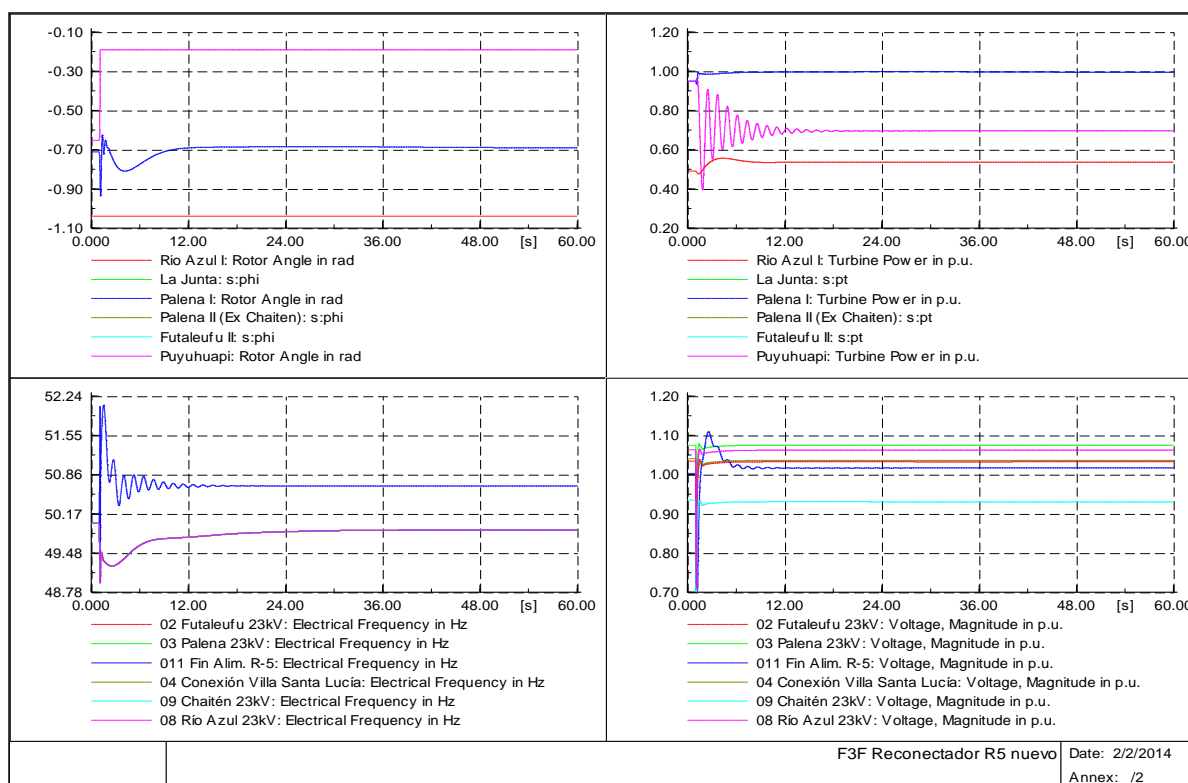 -0.10
-0.30
-0.50
-0.70
-0.90
-1.10
0.000 12.00 24.00 36.00 48.00 [s] 60.00
Rio Azul I: Rotor Angle in rad
La Junta: s:phi
Palena I: Rotor Angle in rad
Palena II (Ex Chaiten): s:phi
Futaleufu II: s:phi
Puyuhuapi: Rotor Angle in rad
1.20
1.00
0.80
0.60
0.40
0.20
0.000 12.00 24.00 36.00 48.00 [s] 60.00
Rio Azul I: Turbine Power in p.u.
La Junta: s:pt
Palena I: Turbine Power in p.u.
Palena II (Ex Chaiten): s:pt
Futaleufu II: s:pt
Puyuhuapi: Turbine Power in p.u.
52.24
51.55
50.86
50.17
49.48
48.78
0.000 12.00 24.00 36.00 48.00 [s] 60.00
02 Futaleufu 23kV: Electrical Frequency in Hz
03 Palena 23kV: Electrical Frequency in Hz
011 Fin Alim. R-5: Electrical Frequency in Hz
04 Conexión Villa Santa Lucía: Electrical Frequency in Hz
09 Chaitén 23kV: Electrical Frequency in Hz
08 Río Azul 23kV: Electrical Frequency in Hz
1.20
1.10
1.00
0.90
0.80
0.70
0.000 12.00 24.00 36.00 48.00 [s] 60.00
02 Futaleufu 23kV: Voltage, Magnitude in p.u.
03 Palena 23kV: Voltage, Magnitude in p.u.
011 Fin Alim. R-5: Voltage, Magnitude in p.u.
04 Conexión Villa Santa Lucía: Voltage, Magnitude in p.u.
09 Chaitén 23kV: Voltage, Magnitude in p.u.
08 Río Azul 23kV: Voltage, Magnitude in p.u.
F3F Reconectador R5 nuevo
Date: 2/2/2014
Annex: /2